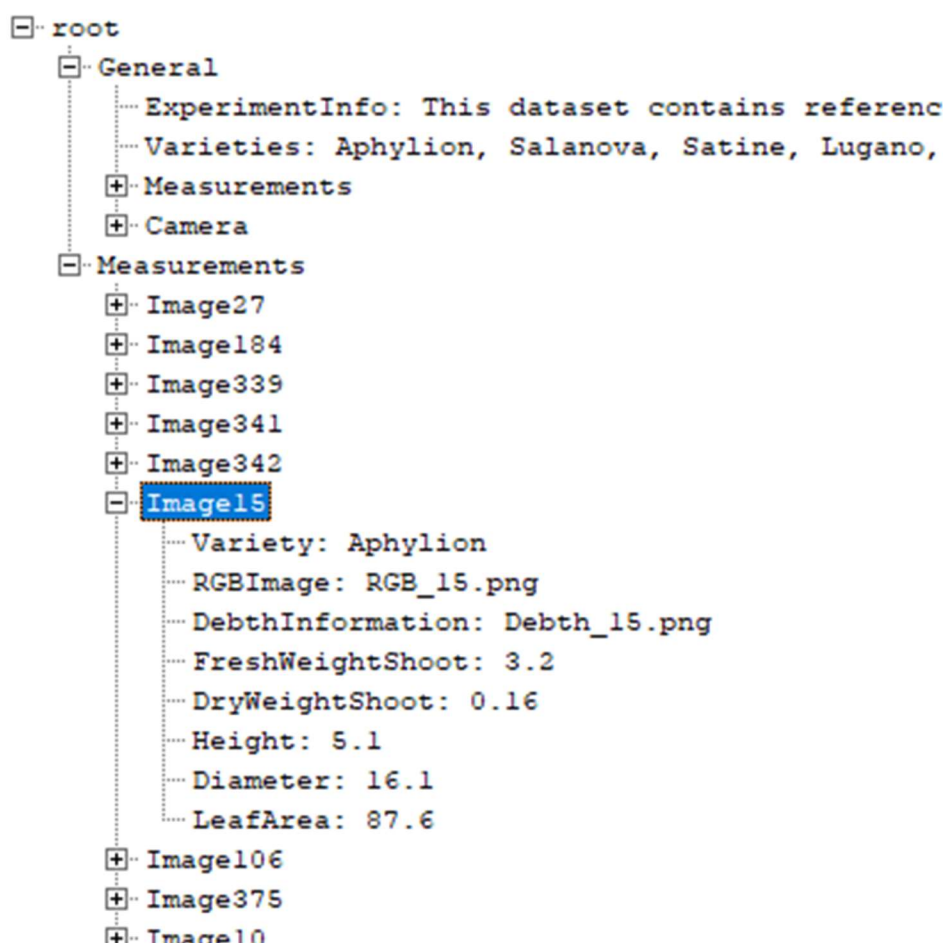 root
General
ExperimentInfo: This dataset contains referenc
Varieties: Aphylion, Salanova, Satine, Lugano,
Measurements
Camera
Measurements
Image27
Image184
Image339
Image341
Image342
Image15
Variety: Aphylion
RGBImage: RGB_15.png
DebthInformation: Debth_15.png
FreshWeightShoot: 3.2
DryWeightShoot: 0.16
Height: 5.1
Diameter: 16.1
LeafArea: 87.6
Image106
Image375
Image10